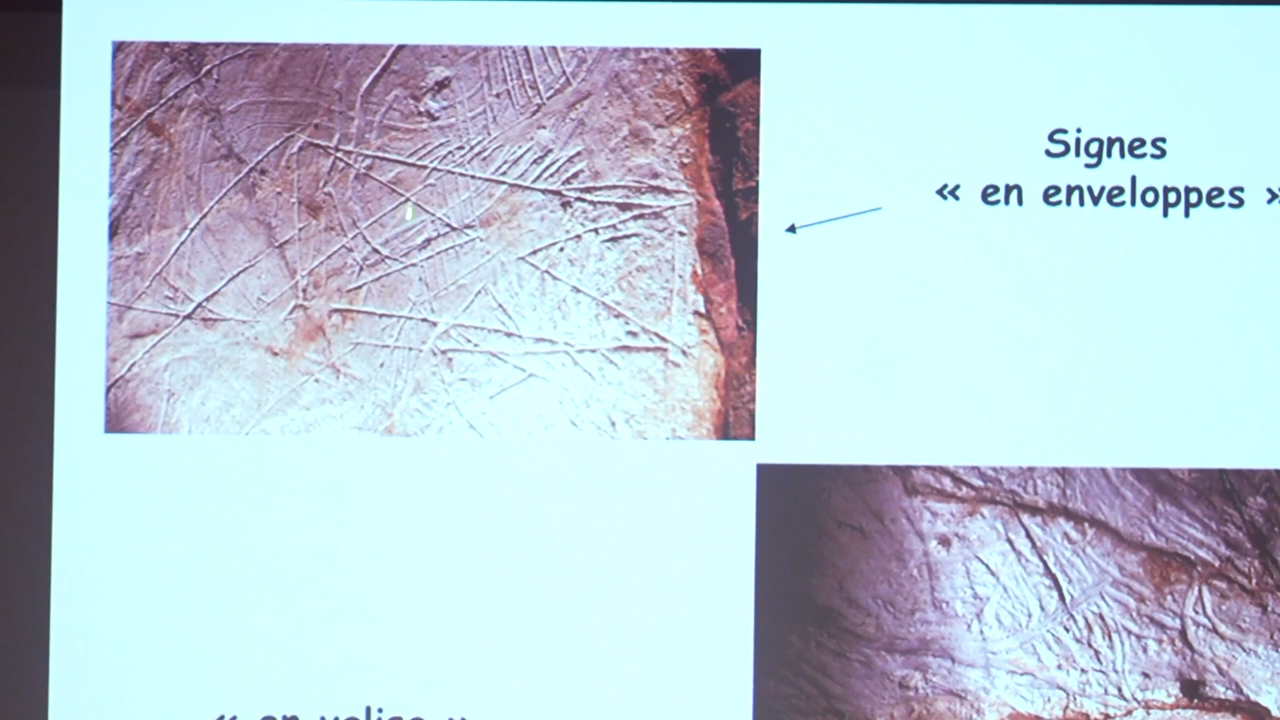 Signes
« en enveloppes »
« en valise »